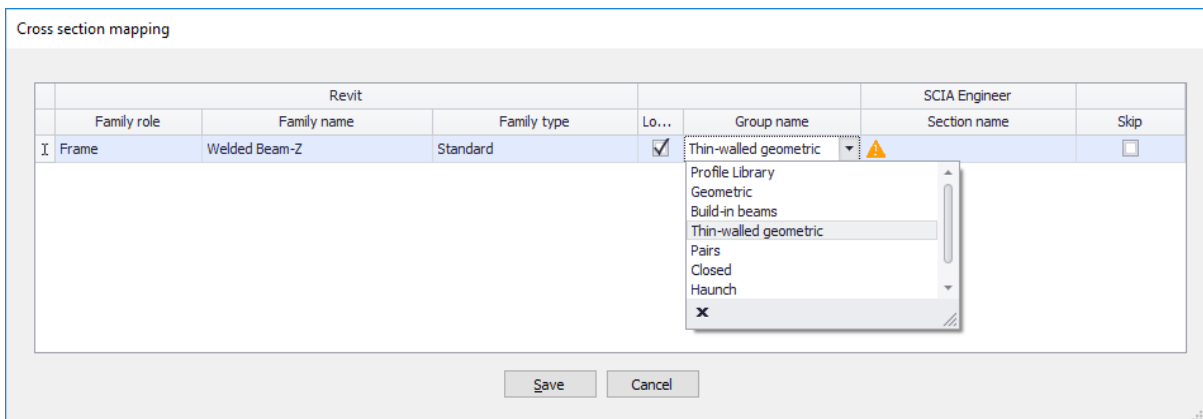 Cross section mapping
Revit SCIA Engineer
Family role Family name Family type Lo... Group name Section name Skip
Frame Welded Beam-Z Standard Thin-walled geometric
Profile Library
Geometric
Build-in beams
Thin-walled geometric
Pairs
Closed
Haunch
x
Save Cancel